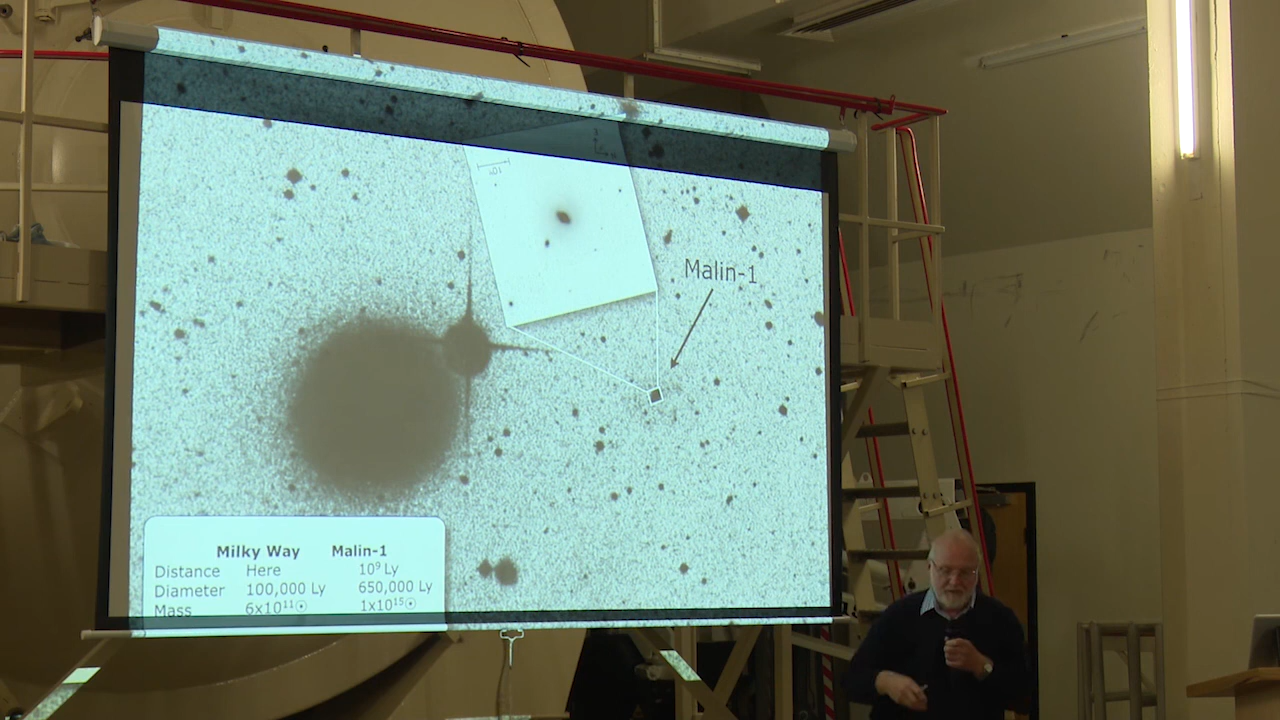 Malin-1
Milky Way Malin-1
Distance Here 10⁹ Ly
Diameter 100,000 Ly 650,000 Ly
Mass 6x10¹¹☉ 1x10¹⁵☉